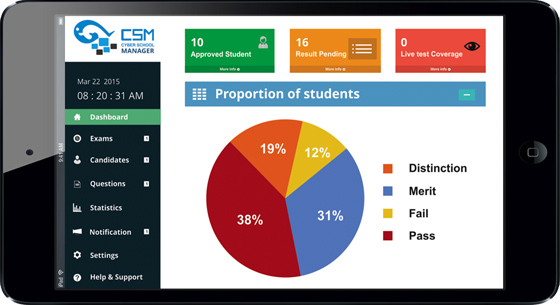 CSM
CYBER SCHOOL
MANAGER
Mar 22 2015
08 : 20 : 31 AM
Dashboard
Exams
Candidates
Questions
Statistics
Notification
Settings
Help & Support
10
Approved Student
More info
16
Result Pending
More info
0
Live test Coverage
More info
Proportion of students
19%
12%
38%
31%
Distinction
Merit
Fail
Pass
iPad
9:41 AM